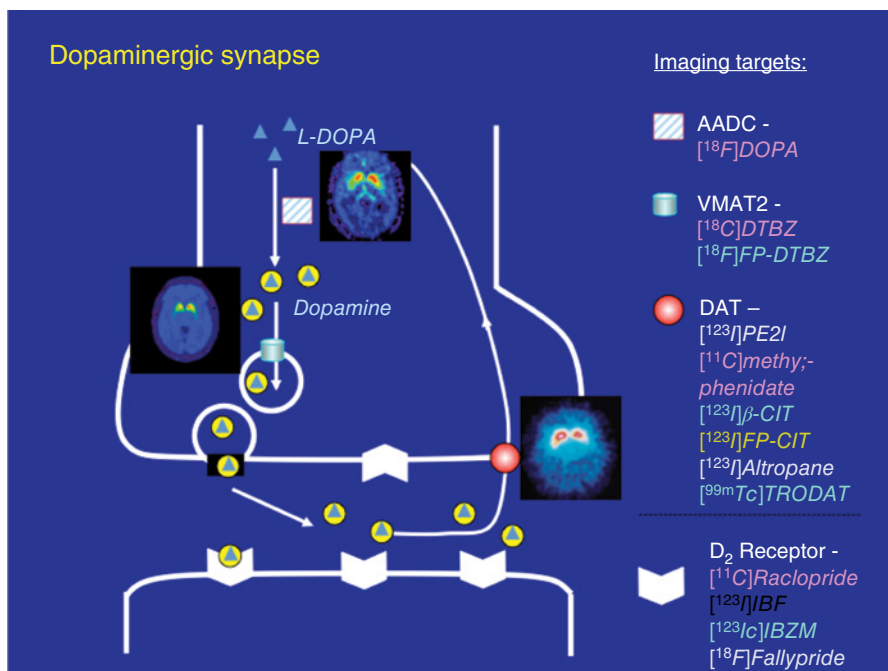 Dopaminergic synapse
L-DOPA
Dopamine
Imaging targets:
AADC -
[¹⁸F]DOPA
VMAT2 -
[¹⁸C]DTBZ
[¹⁸F]FP-DTBZ
DAT –
[¹²³I]PE2I
[¹¹C]methy;-
phenidate
[¹²³I]β-CIT
[¹²³I]FP-CIT
[¹²³I]Altropane
[⁹⁹ᵐTc]TRODAT
D₂ Receptor -
[¹¹C]Raclopride
[¹²³I]IBF
[¹²³Ic]IBZM
[¹⁸F]Fallypride